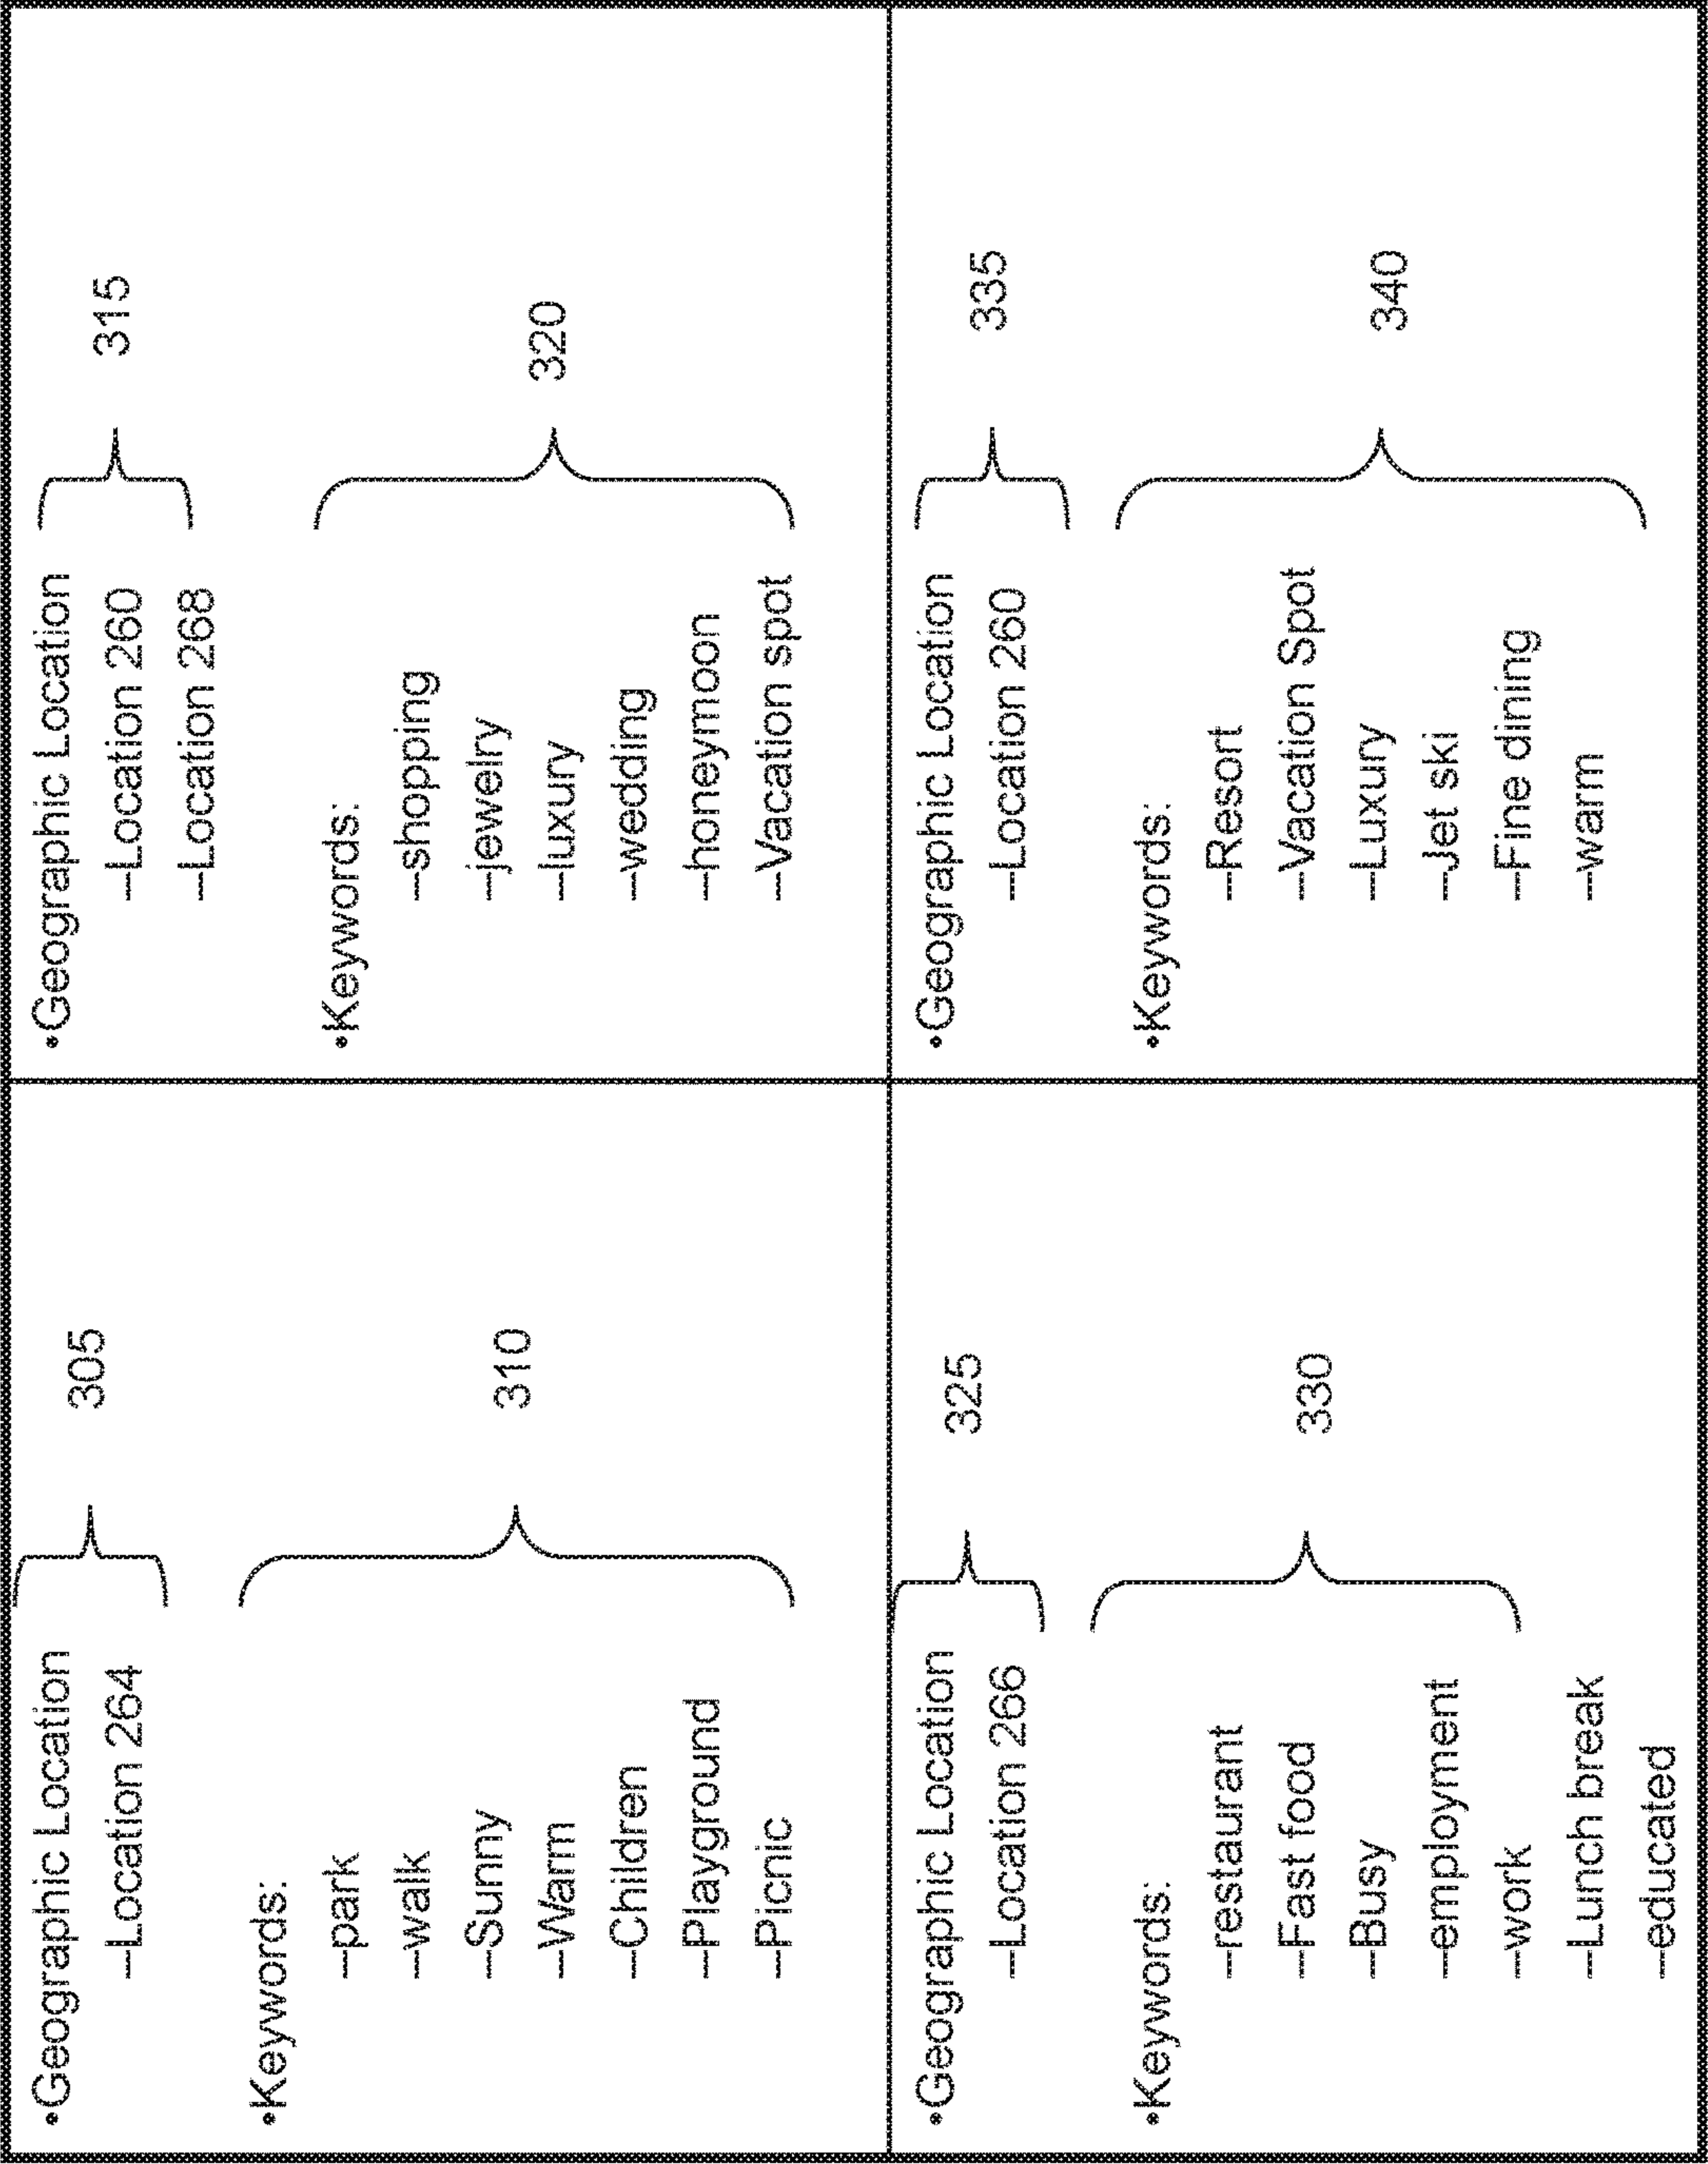 •Geographic Location
--Location 264
305
•Keywords:
--park
--walk
--Sunny
--Warm
--Children
--Playground
--Picnic
310
•Geographic Location
--Location 260
--Location 268
315
•Keywords:
--shopping
--jewelry
--luxury
--wedding
--honeymoon
--Vacation spot
320
•Geographic Location
--Location 266
325
•Keywords:
--restaurant
--Fast food
--Busy
--employment
--work
--Lunch break
--educated
330
•Geographic Location
--Location 260
335
•Keywords:
--Resort
--Vacation Spot
--Luxury
--Jet ski
--Fine dining
--warm
340